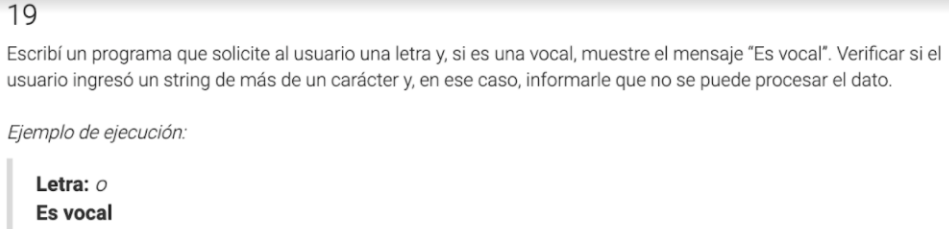 19
Escribí un programa que solicite al usuario una letra y, si es una vocal, muestre el mensaje “Es vocal”. Verificar si el
usuario ingresó un string de más de un carácter y, en ese caso, informarle que no se puede procesar el dato.
Ejemplo de ejecución:
Letra: o
Es vocal